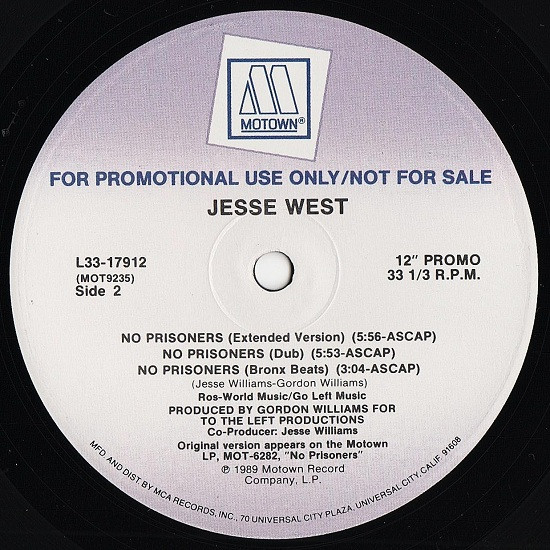 MOTOWN®
FOR PROMOTIONAL USE ONLY/NOT FOR SALE
JESSE WEST
L33-17912
(MOT9235)
Side 2
12" PROMO
33 1/3 R.P.M.
NO PRISONERS (Extended Version) (5:56-ASCAP)
NO PRISONERS (Dub) (5:53-ASCAP)
NO PRISONERS (Bronx Beats) (3:04-ASCAP)
(Jesse Williams-Gordon Williams)
Ros-World Music/Go Left Music
PRODUCED BY GORDON WILLIAMS FOR
TO THE LEFT PRODUCTIONS
Co-Producer: Jesse Williams
Original version appears on the Motown
LP, MOT-6282, "No Prisoners"
℗ 1989 Motown Record
Company, L.P.
MFD AND DIST BY MCA RECORDS, INC., 70 UNIVERSAL CITY PLAZA, UNIVERSAL CITY, CALIF. 91608